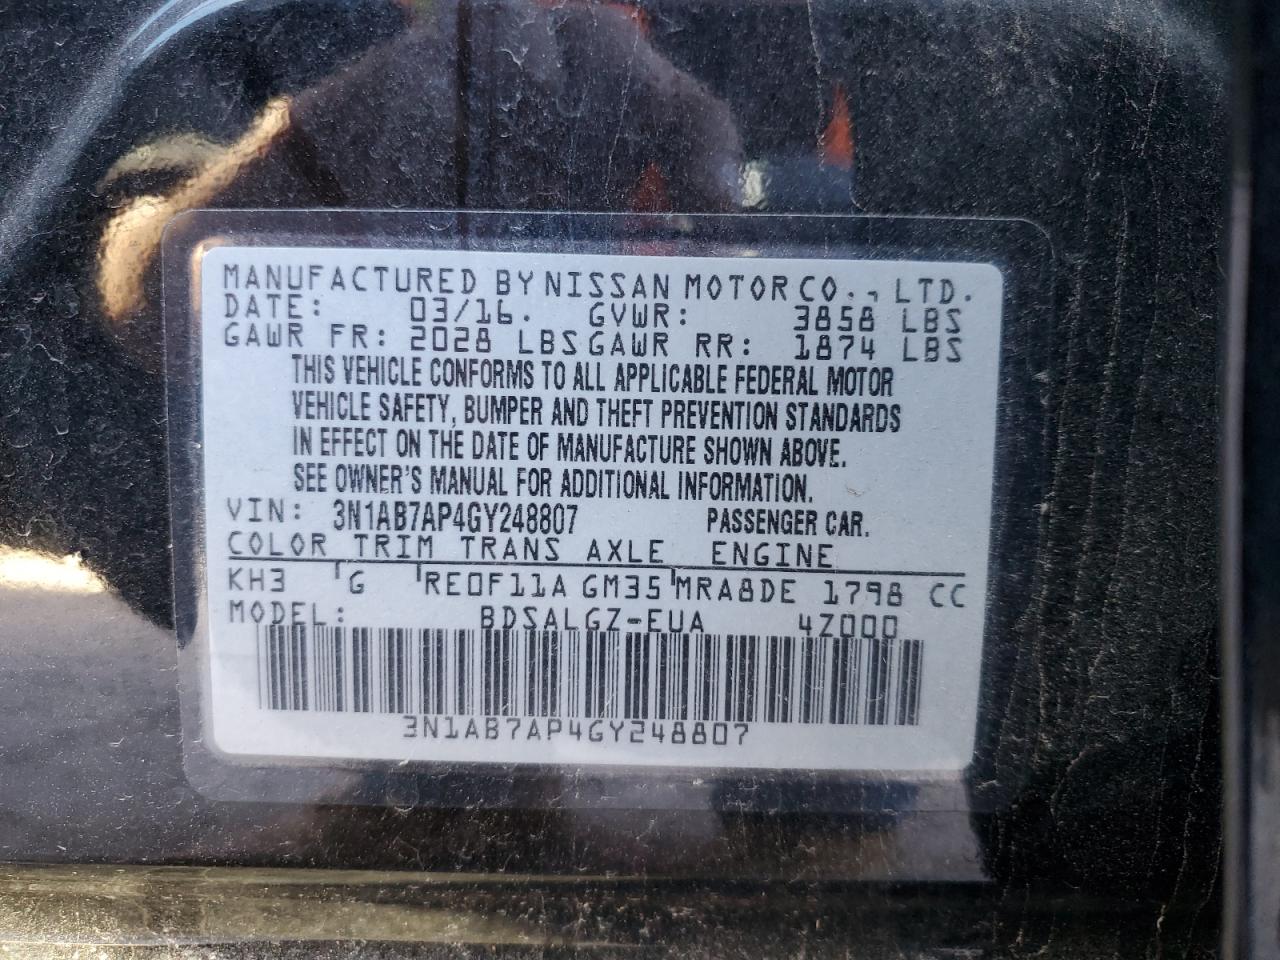 MANUFACTURED BY NISSAN MOTOR CO., LTD.
DATE: 03/16. GVWR: 3858 LBS
GAWR FR: 2028 LBS GAWR RR: 1874 LBS
THIS VEHICLE CONFORMS TO ALL APPLICABLE FEDERAL MOTOR
VEHICLE SAFETY, BUMPER AND THEFT PREVENTION STANDARDS
IN EFFECT ON THE DATE OF MANUFACTURE SHOWN ABOVE.
SEE OWNER'S MANUAL FOR ADDITIONAL INFORMATION.
VIN: 3N1AB7AP4GY248807 PASSENGER CAR.
COLOR TRIM TRANS AXLE ENGINE
KH3 G RE0F11A GM35 MRA8DE 1798 CC
MODEL: BDSALGZ-EUA 4Z000
3N1AB7AP4GY248807